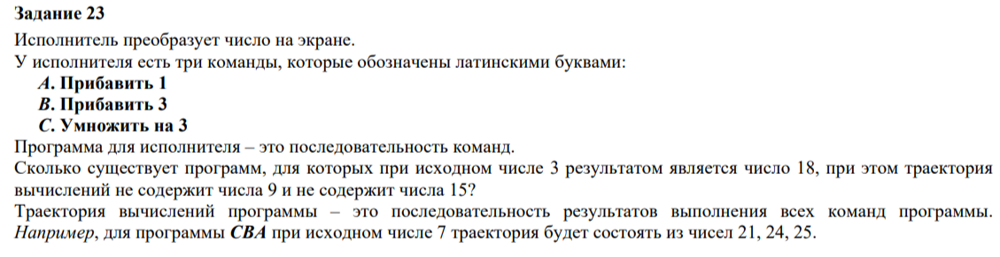 Задание 23
Исполнитель преобразует число на экране.
У исполнителя есть три команды, которые обозначены латинскими буквами:
A. Прибавить 1
B. Прибавить 3
C. Умножить на 3
Программа для исполнителя – это последовательность команд.
Сколько существует программ, для которых при исходном числе 3 результатом является число 18, при этом траектория
вычислений не содержит числа 9 и не содержит числа 15?
Траектория вычислений программы – это последовательность результатов выполнения всех команд программы.
Например, для программы CBA при исходном числе 7 траектория будет состоять из чисел 21, 24, 25.